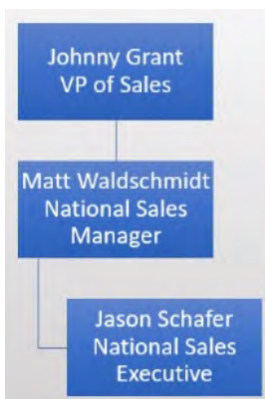 Johnny Grant
VP of Sales
Matt Waldschmidt
National Sales
Manager
Jason Schafer
National Sales
Executive